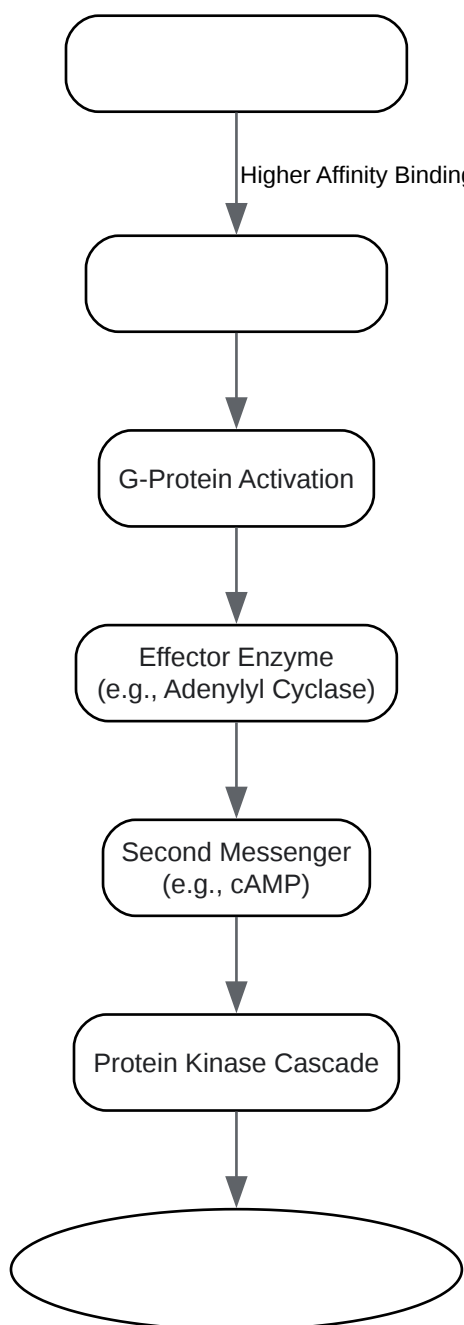 Higher Affinity Binding
G-Protein Activation
Effector Enzyme
(e.g., Adenylyl Cyclase)
Second Messenger
(e.g., cAMP)
Protein Kinase Cascade